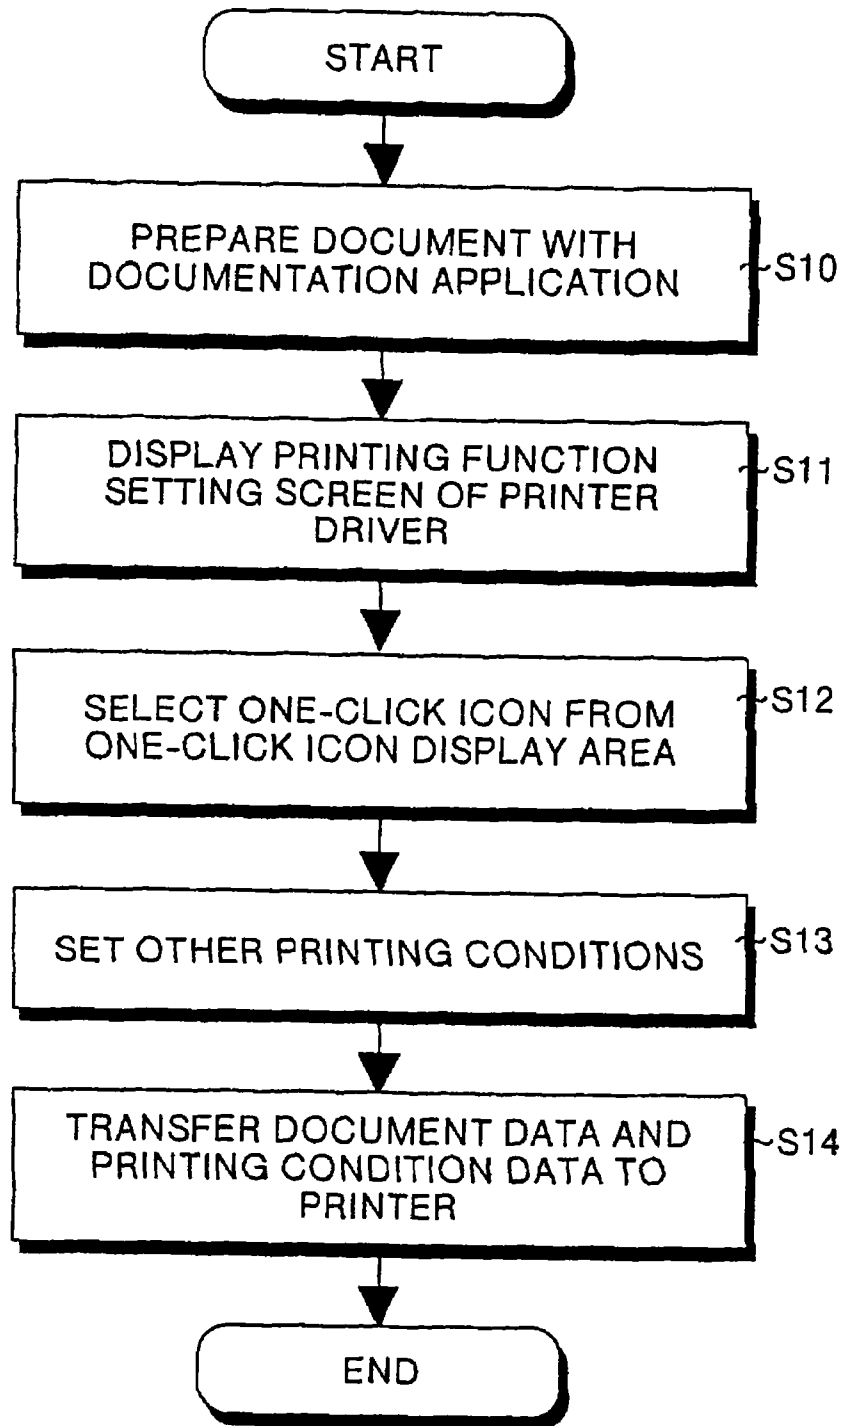 START
PREPARE DOCUMENT WITH
DOCUMENTATION APPLICATION
S10
DISPLAY PRINTING FUNCTION
SETTING SCREEN OF PRINTER
DRIVER
S11
SELECT ONE-CLICK ICON FROM
ONE-CLICK ICON DISPLAY AREA
S12
SET OTHER PRINTING CONDITIONS
S13
TRANSFER DOCUMENT DATA AND
PRINTING CONDITION DATA TO
PRINTER
S14
END